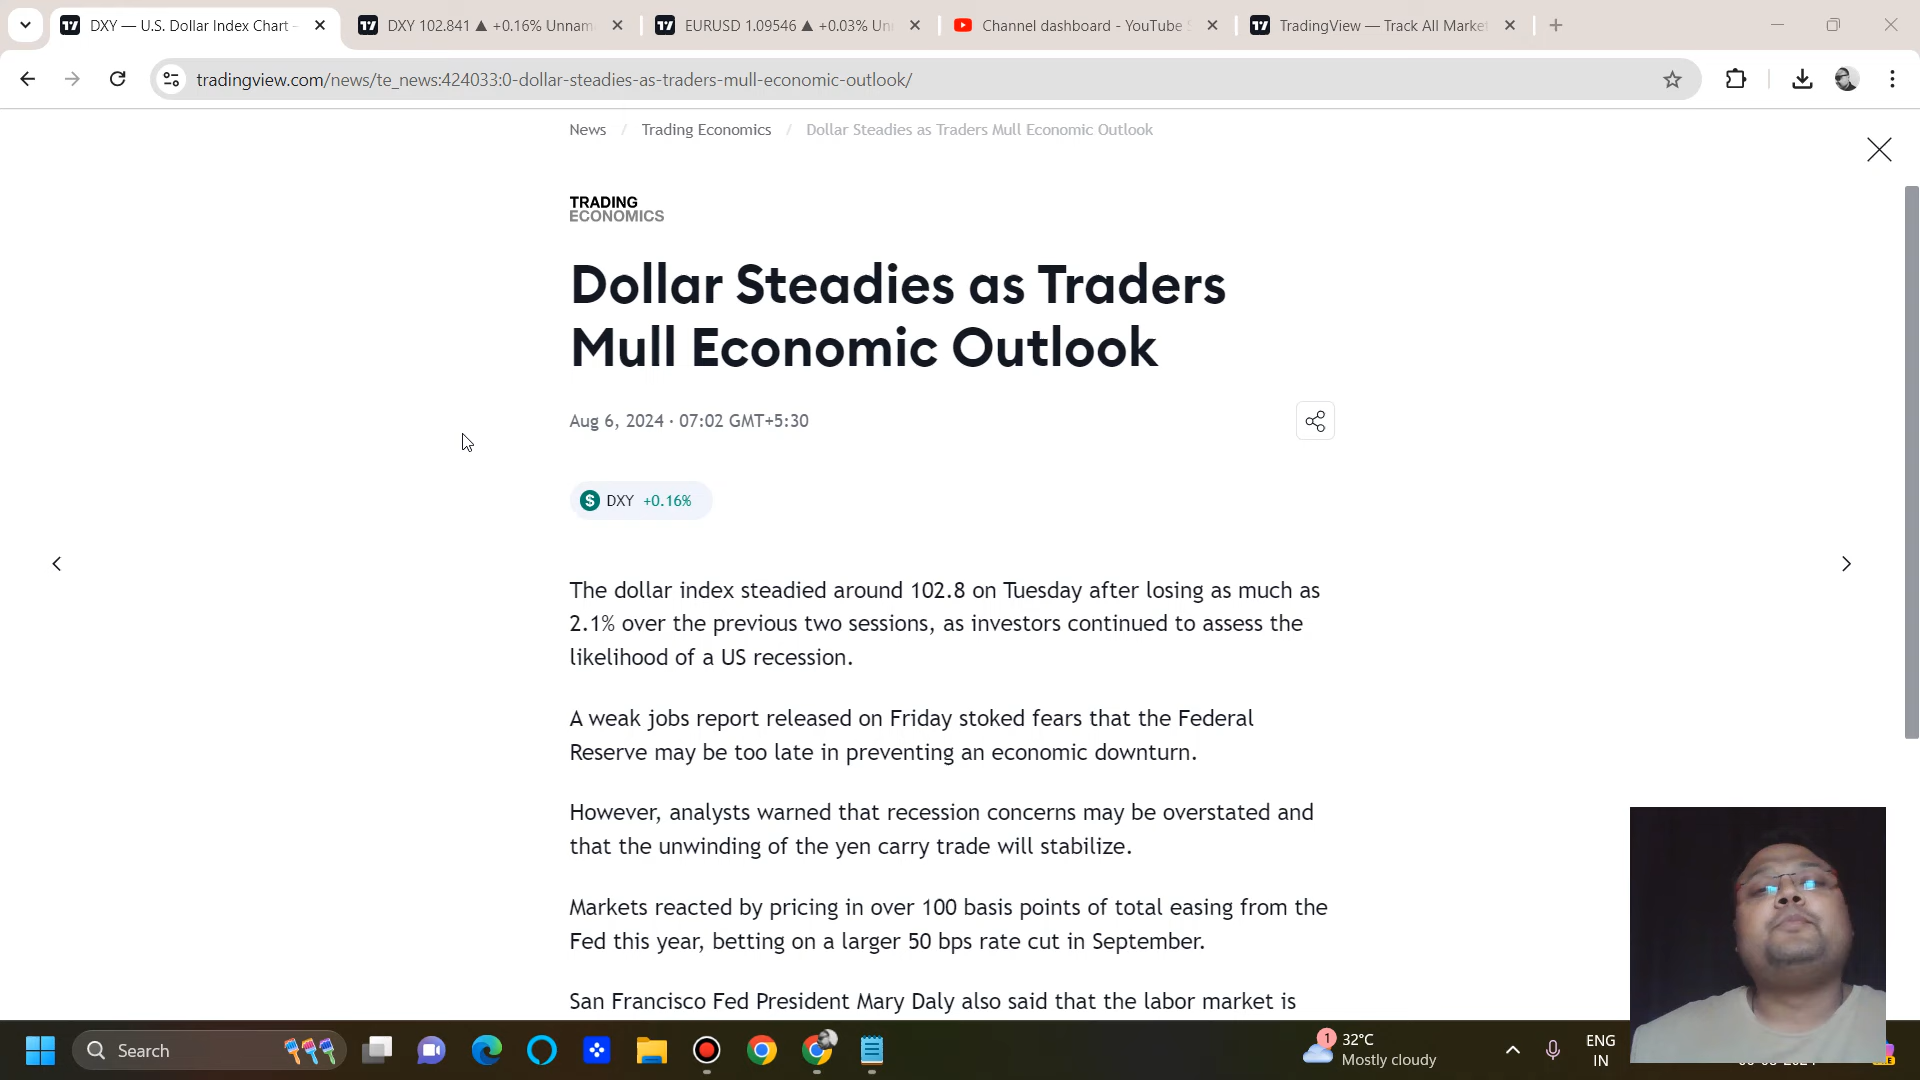 DXY — U.S. Dollar Index Chart -
DXY 102.841 ▲ +0.16% Unnam
EURUSD 1.09546 ▲ +0.03% Un
Channel dashboard - YouTube S
TradingView — Track All Market
tradingview.com/news/te_news:424033:0-dollar-steadies-as-traders-mull-economic-outlook/
News / Trading Economics / Dollar Steadies as Traders Mull Economic Outlook
TRADING
ECONOMICS
Dollar Steadies as Traders
Mull Economic Outlook
Aug 6, 2024 · 07:02 GMT+5:30
$ DXY +0.16%
The dollar index steadied around 102.8 on Tuesday after losing as much as
2.1% over the previous two sessions, as investors continued to assess the
likelihood of a US recession.
A weak jobs report released on Friday stoked fears that the Federal
Reserve may be too late in preventing an economic downturn.
However, analysts warned that recession concerns may be overstated and
that the unwinding of the yen carry trade will stabilize.
Markets reacted by pricing in over 100 basis points of total easing from the
Fed this year, betting on a larger 50 bps rate cut in September.
San Francisco Fed President Mary Daly also said that the labor market is
Search
1
32°C
Mostly cloudy
ENG
IN